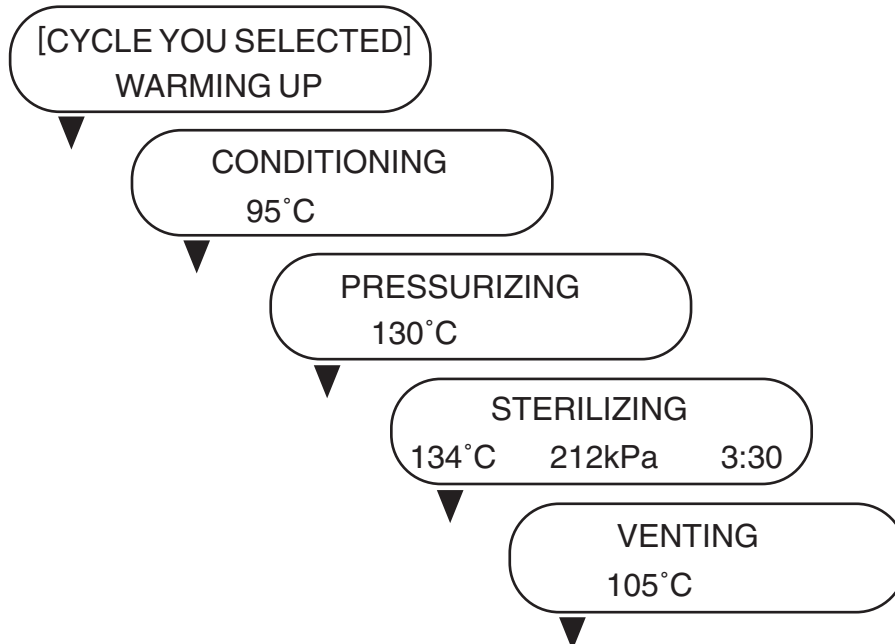 [CYCLE YOU SELECTED]
WARMING UP
CONDITIONING
95˚C
PRESSURIZING
130˚C
STERILIZING
134˚C 212kPa 3:30
VENTING
105˚C